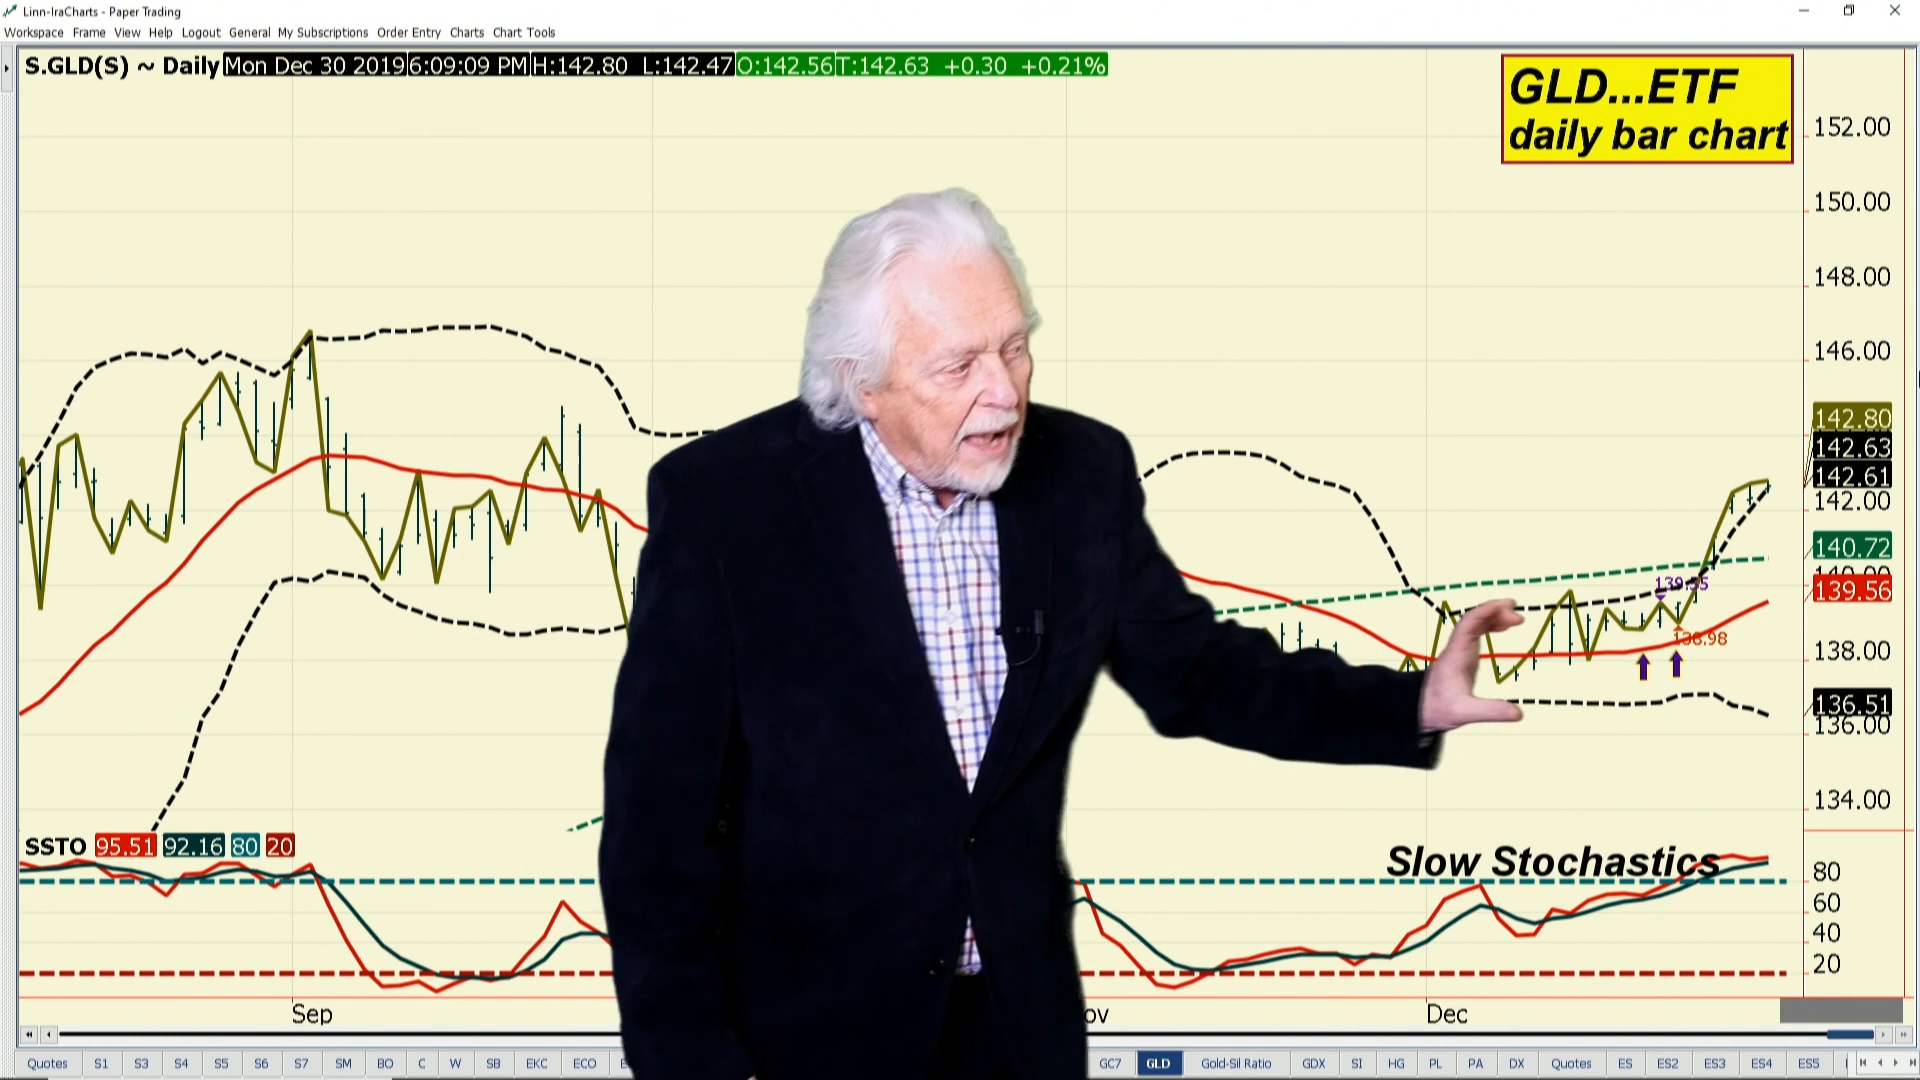 Linn-IraCharts - Paper Trading
Workspace Frame View Help Logout General My Subscriptions Order Entry Charts Chart Tools
S.GLD(S) ~ Daily Mon Dec 30 2019 6:09:09 PM H:142.80 L:142.47 O:142.56 T:142.63 +0.30 +0.21%
GLD...ETF
daily bar chart
152.00
150.00
148.00
146.00
142.80
142.63
142.61
142.00
140.72
139.56
139.35
138.98
138.00
136.51
136.00
134.00
SSTO 95.51 92.16 80 20
Slow Stochastics
80
60
40
20
Sep ov Dec
Quotes S1 S3 S4 S5 S6 S7 SM BO C W SB EKC ECO GC7 GLD Gold-Sil Ratio GDX SI HG PL PA DX Quotes ES ES2 ES3 ES4 ES5